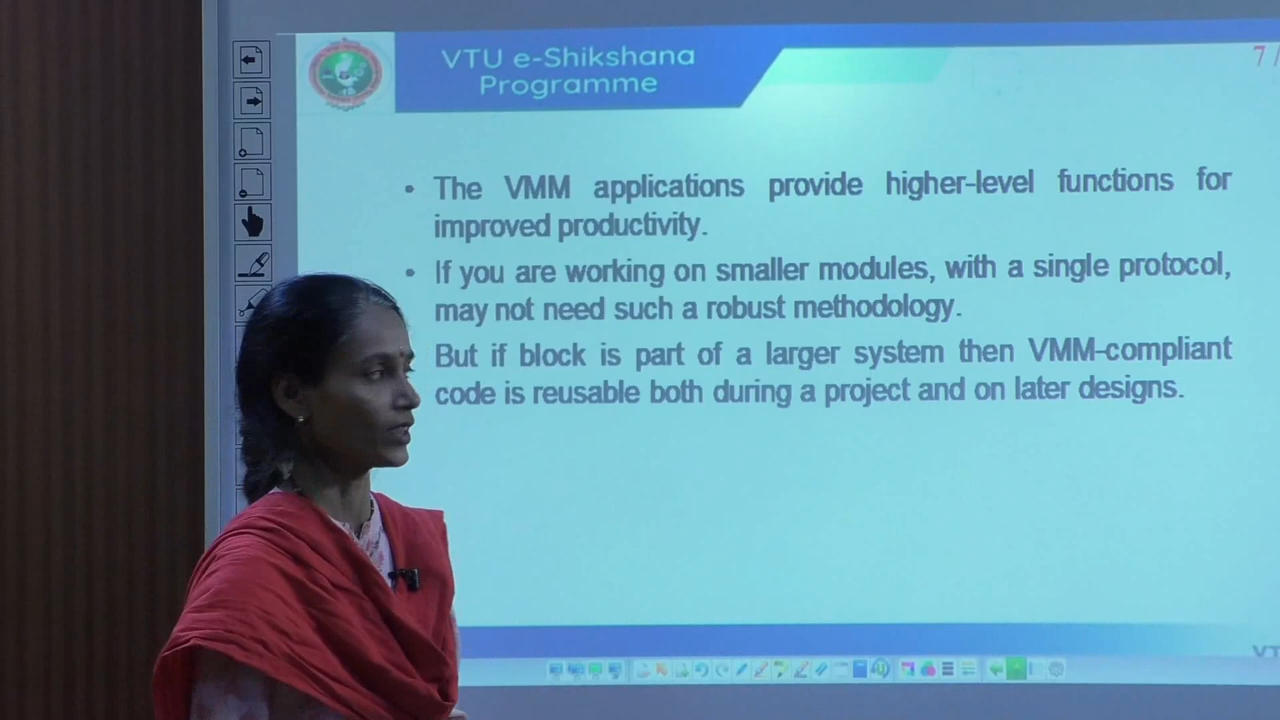 VTU e-Shikshana
Programme
7/
• The VMM applications provide higher-level functions for
improved productivity.
• If you are working on smaller modules, with a single protocol,
may not need such a robust methodology.
But if block is part of a larger system then VMM-compliant
code is reusable both during a project and on later designs.
VT